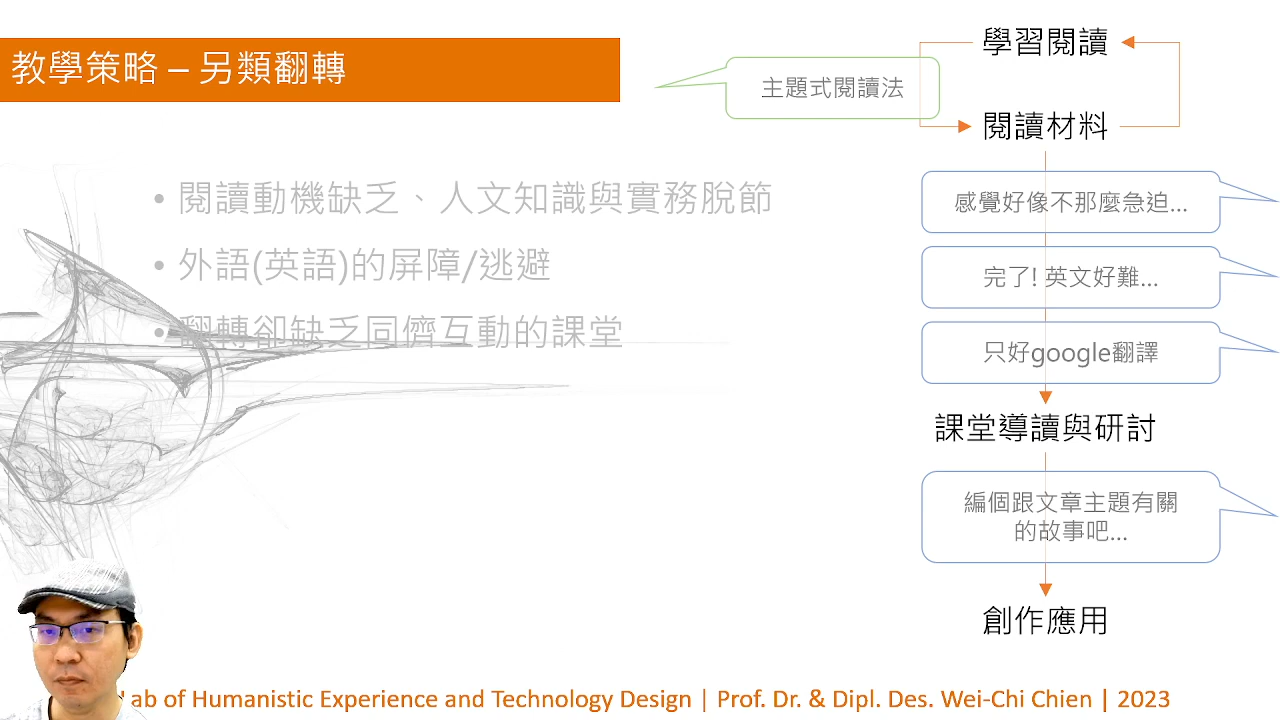 教學策略 – 另類翻轉
• 閱讀動機缺乏、人文知識與實務脫節
• 外語(英語)的屏障/逃避
• 翻轉卻缺乏同儕互動的課堂
學習閱讀
主題式閱讀法
閱讀材料
感覺好像不那麼急迫...
完了! 英文好難...
只好google翻譯
課堂導讀與研討
編個跟文章主題有關
的故事吧...
創作應用
Lab of Humanistic Experience and Technology Design | Prof. Dr. & Dipl. Des. Wei-Chi Chien | 2023